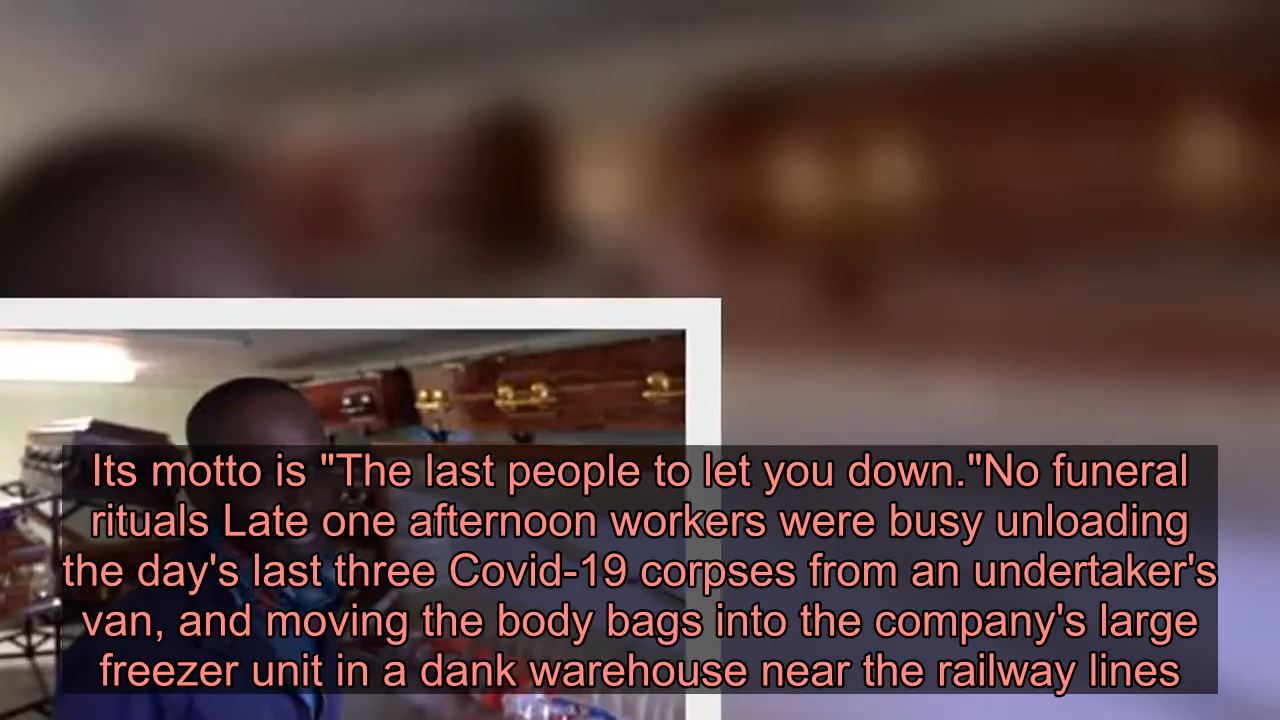 Its motto is "The last people to let you down."No funeral
rituals Late one afternoon workers were busy unloading
the day's last three Covid-19 corpses from an undertaker's
van, and moving the body bags into the company's large
freezer unit in a dank warehouse near the railway lines